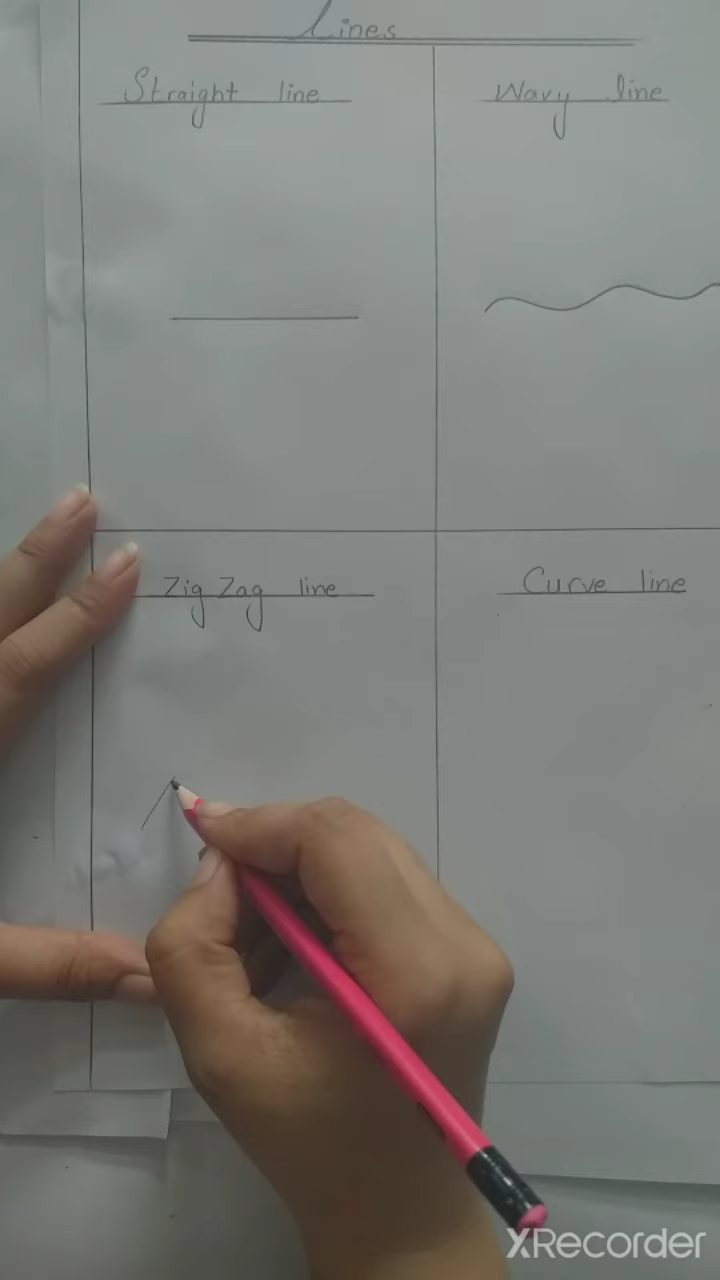 Lines
Straight line
Wavy line
Zig Zag line
Curve line
XRecorder